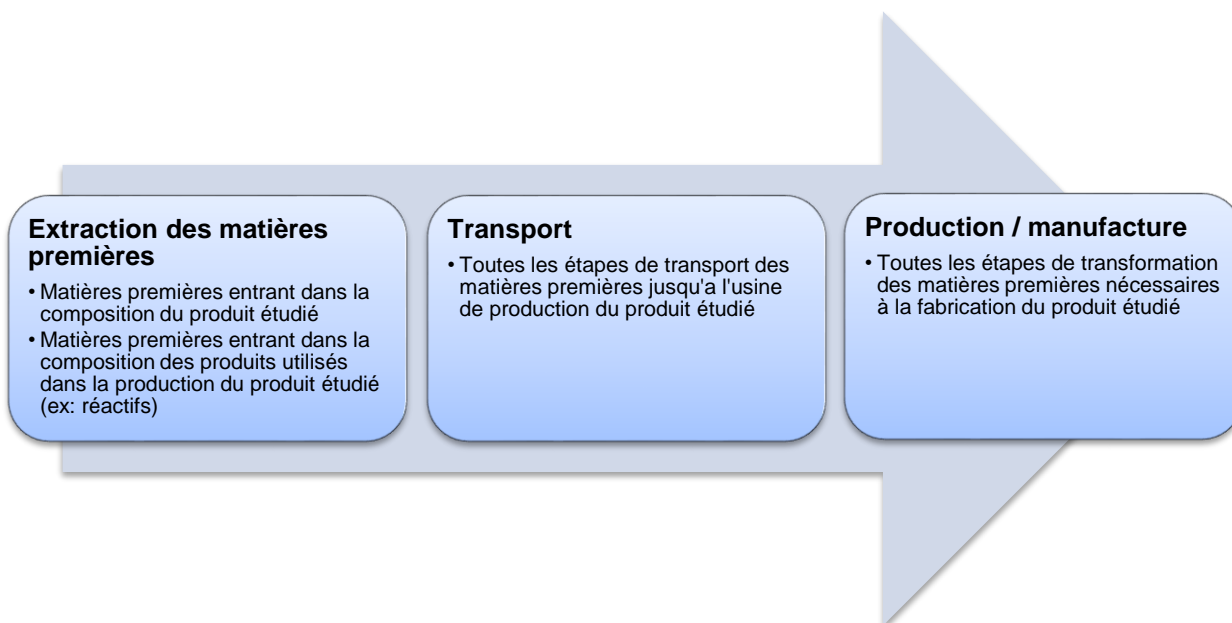 Extraction des matières
premières
• Matières premières entrant dans la
composition du produit étudié
• Matières premières entrant dans la
composition des produits utilisés
dans la production du produit étudié
(ex: réactifs)
Transport
• Toutes les étapes de transport des
matières premières jusqu'a l'usine
de production du produit étudié
Production / manufacture
• Toutes les étapes de transformation
des matières premières nécessaires
à la fabrication du produit étudié